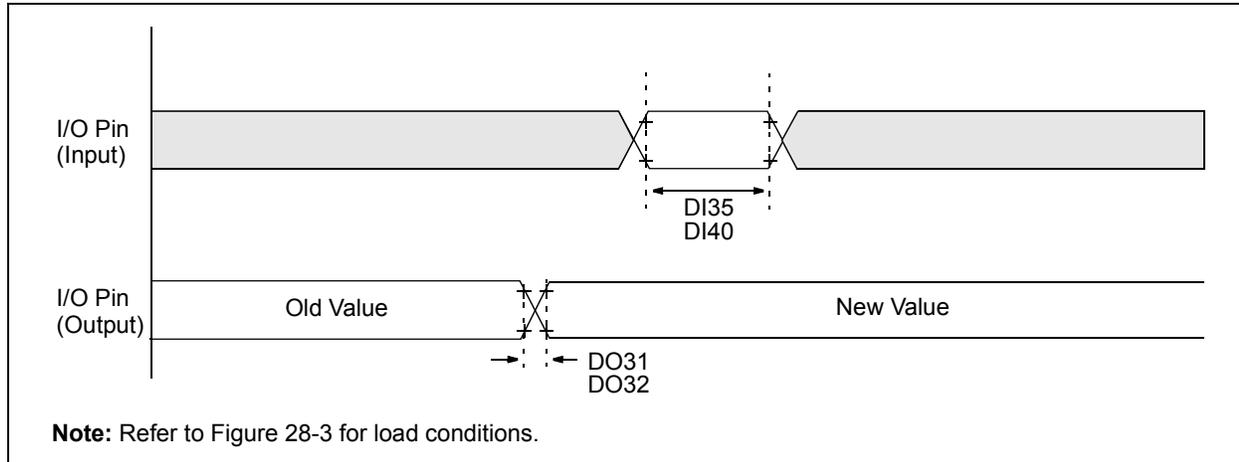 I/O Pin
(Input)
DI35
DI40
I/O Pin
(Output)
Old Value
New Value
DO31
DO32
Note: Refer to Figure 28-3 for load conditions.